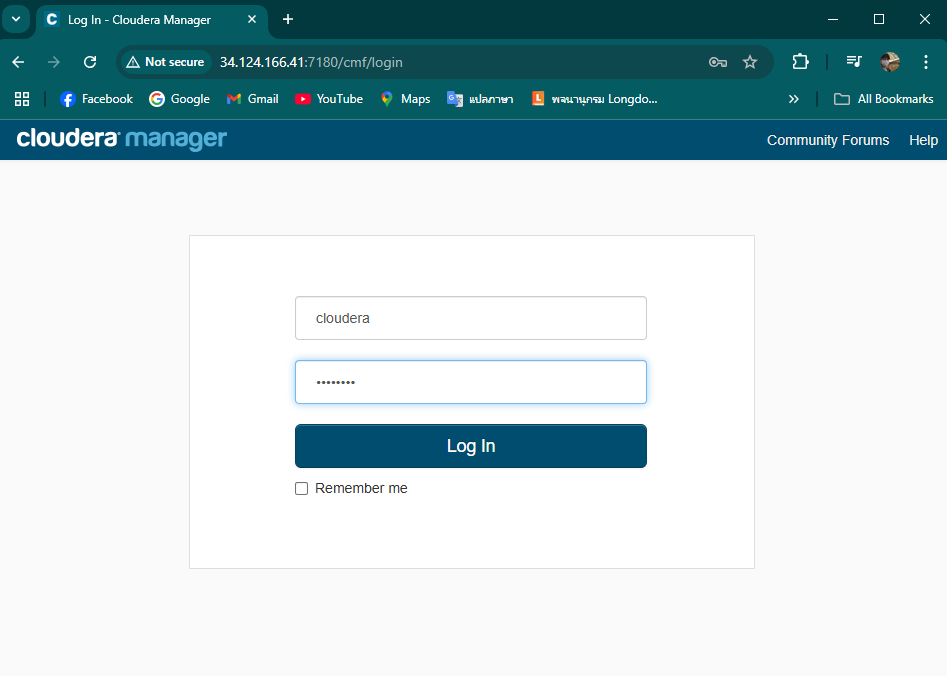 Log In - Cloudera Manager
Not secure 34.124.166.41:7180/cmf/login
Facebook Google Gmail YouTube Maps แปลภาษา พจนานุกรม Longdo... All Bookmarks
cloudera manager Community Forums Help
cloudera
••••••••
Log In
Remember me